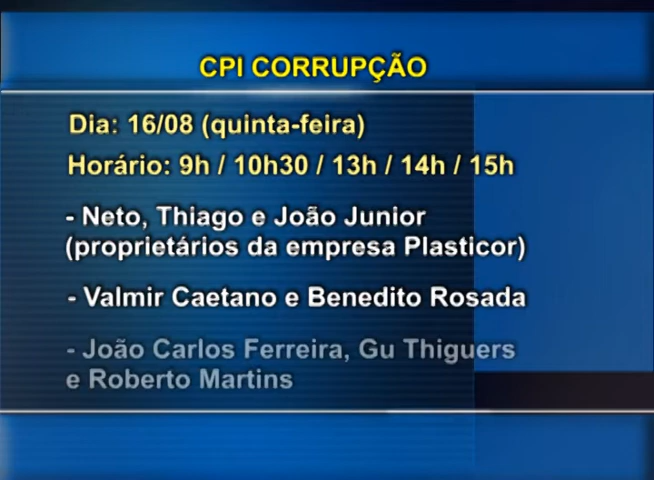 CPI CORRUPÇÃO
Dia: 16/08 (quinta-feira)
Horário: 9h / 10h30 / 13h / 14h / 15h
- Neto, Thiago e João Junior
(proprietários da empresa Plasticor)
- Valmir Caetano e Benedito Rosada
- João Carlos Ferreira, Gu Thiguers
e Roberto Martins